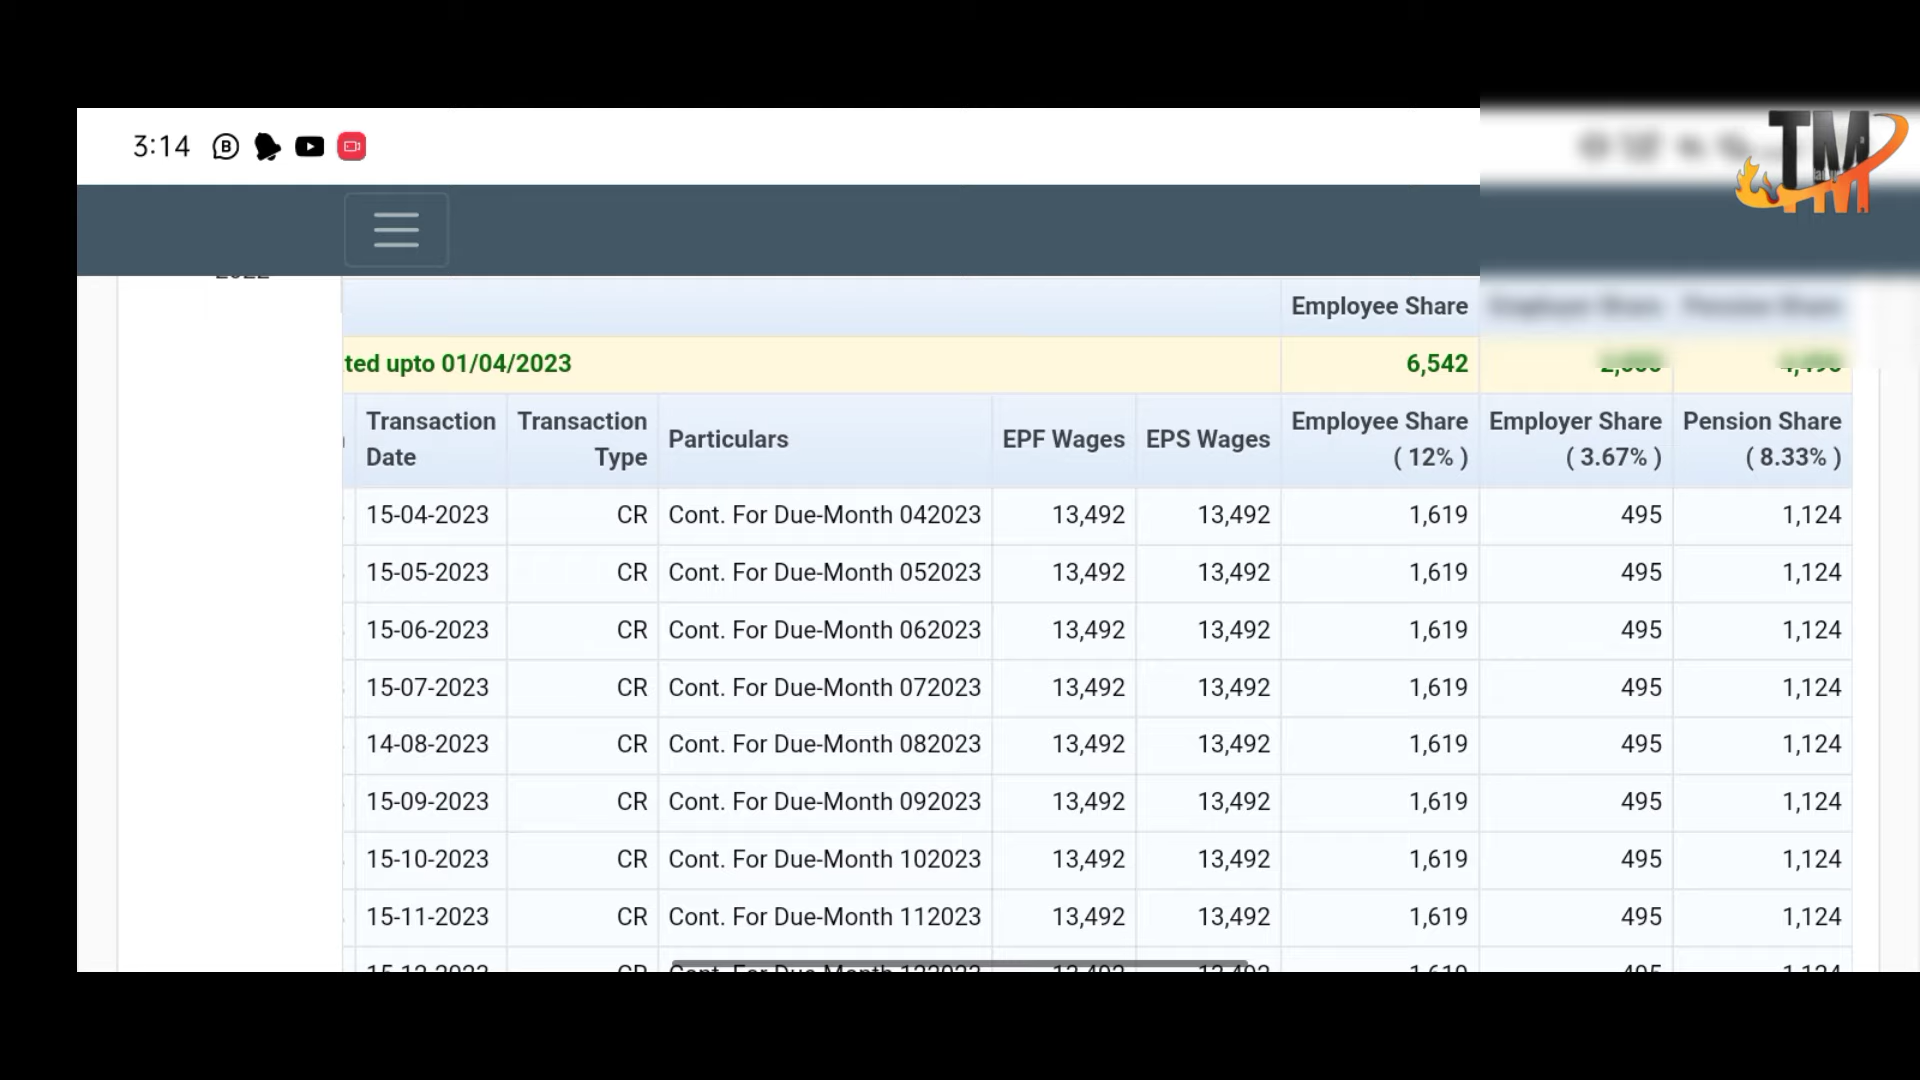 3:14
TM
Employee Share
ted upto 01/04/2023 6,542
Transaction Date Transaction Type Particulars EPF Wages EPS Wages Employee Share ( 12% ) Employer Share ( 3.67% ) Pension Share ( 8.33% )
15-04-2023 CR Cont. For Due-Month 042023 13,492 13,492 1,619 495 1,124
15-05-2023 CR Cont. For Due-Month 052023 13,492 13,492 1,619 495 1,124
15-06-2023 CR Cont. For Due-Month 062023 13,492 13,492 1,619 495 1,124
15-07-2023 CR Cont. For Due-Month 072023 13,492 13,492 1,619 495 1,124
14-08-2023 CR Cont. For Due-Month 082023 13,492 13,492 1,619 495 1,124
15-09-2023 CR Cont. For Due-Month 092023 13,492 13,492 1,619 495 1,124
15-10-2023 CR Cont. For Due-Month 102023 13,492 13,492 1,619 495 1,124
15-11-2023 CR Cont. For Due-Month 112023 13,492 13,492 1,619 495 1,124